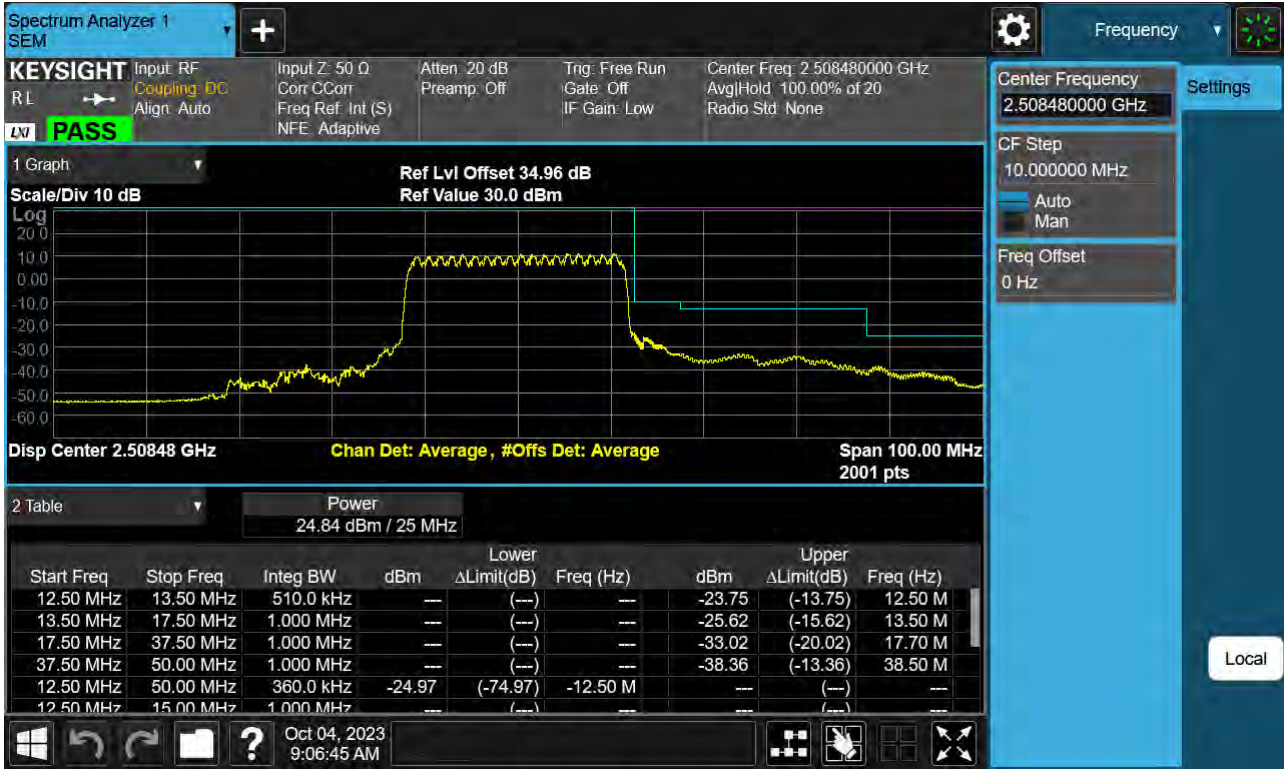 Spectrum Analyzer 1
SEM
+
Frequency
KEYSIGHT
Input: RF
Coupling: DC
Align: Auto
Input Z: 50 Ω
Corr CCorr
Freq Ref: Int (S)
NFE: Adaptive
Atten: 20 dB
Preamp: Off
Trig: Free Run
Gate: Off
IF Gain: Low
Center Freq: 2.508480000 GHz
Avg|Hold: 100.00% of 20
Radio Std: None
R L
LXI
PASS
Center Frequency
2.508480000 GHz
Settings
CF Step
10.000000 MHz
Auto
Man
Freq Offset
0 Hz
Local
1 Graph
Scale/Div 10 dB
Ref Lvl Offset 34.96 dB
Ref Value 30.0 dBm
Log
20.0
10.0
0.00
-10.0
-20.0
-30.0
-40.0
-50.0
-60.0
Disp Center 2.50848 GHz
Chan Det: Average, #Offs Det: Average
Span 100.00 MHz
2001 pts
2 Table
Power
24.84 dBm / 25 MHz
Lower Upper
Start Freq Stop Freq Integ BW dBm ΔLimit(dB) Freq (Hz) dBm ΔLimit(dB) Freq (Hz)
12.50 MHz 13.50 MHz 510.0 kHz --- (---) --- -23.75 (-13.75) 12.50 M
13.50 MHz 17.50 MHz 1.000 MHz --- (---) --- -25.62 (-15.62) 13.50 M
17.50 MHz 37.50 MHz 1.000 MHz --- (---) --- -33.02 (-20.02) 17.70 M
37.50 MHz 50.00 MHz 1.000 MHz --- (---) --- -38.36 (-13.36) 38.50 M
12.50 MHz 50.00 MHz 360.0 kHz -24.97 (-74.97) -12.50 M --- (---) ---
12.50 MHz 15.00 MHz 1.000 MHz --- (---) --- --- (---) ---
?
Oct 04, 2023
9:06:45 AM